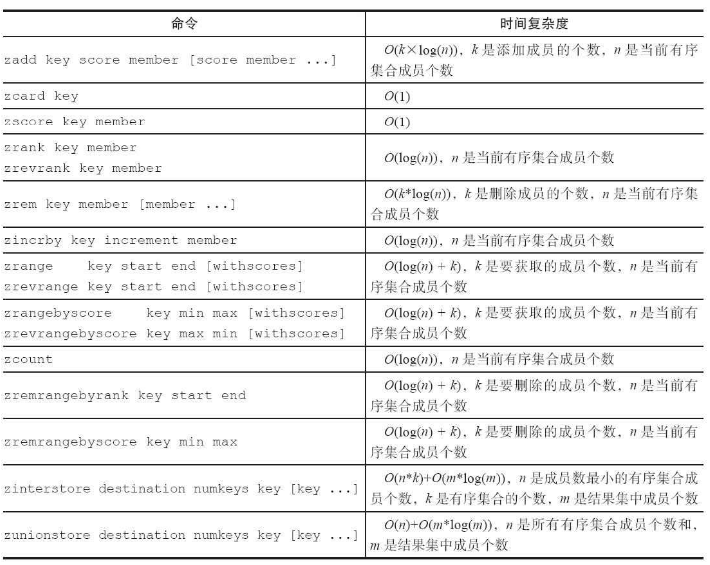 命令 时间复杂度
zadd key score member [score member ...] O(k×log(n))，k 是添加成员的个数，n 是当前有序
集合成员个数
zcard key O(1)
zscore key member O(1)
zrank key member
zrevrank key member
O(log(n))，n 是当前有序集合成员个数
zrem key member [member ...] O(k*log(n))，k 是删除成员的个数，n 是当前有序集
合成员个数
zincrby key increment member O(log(n))，n 是当前有序集合成员个数
zrange key start end [withscores] O(log(n) + k)，k 是要获取的成员个数，n 是当前有
zrevrange key start end [withscores] 序集合成员个数
zrangebyscore key min max [withscores] O(log(n) + k)，k 是要获取的成员个数，n 是当前有
zrevrangebyscore key max min [withscores] 序集合成员个数
zcount O(log(n))，n 是当前有序集合成员个数
zremrangebyrank key start end O(log(n) + k)，k 是要删除的成员个数，n 是当前有
序集合成员个数
zremrangebyscore key min max O(log(n) + k)，k 是要删除的成员个数，n 是当前有
序集合成员个数
zinterstore destination numkeys key [key ...] O(n*k)+O(m*log(m))，n 是成员数最小的有序集合成
员个数，k 是有序集合的个数，m 是结果集中成员个数
zunionstore destination numkeys key [key ...] O(n)+O(m*log(m))，n 是所有有序集合成员个数和，
m 是结果集中成员个数